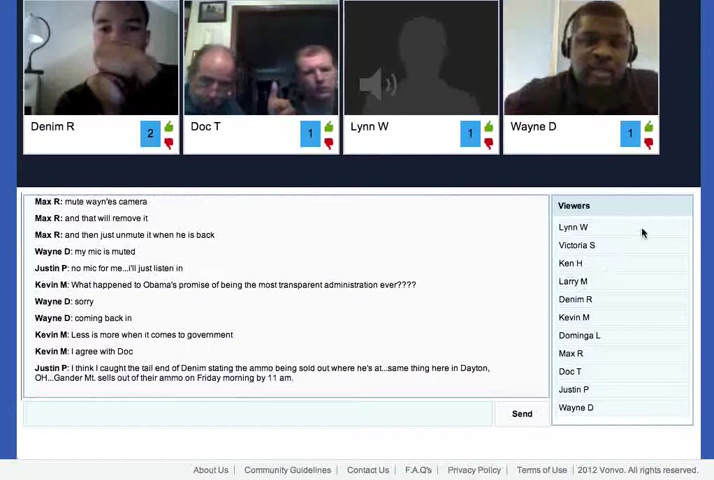 Denim R
2
Doc T
1
Lynn W
1
Wayne D
1
Max R: mute wayn'es camera
Max R: and that will remove it
Max R: and then just unmute it when he is back
Wayne D: my mic is muted
Justin P: no mic for me...i'll just listen in
Kevin M: What happened to Obama's promise of being the most transparent administration ever????
Wayne D: sorry
Wayne D: coming back in
Kevin M: Less is more when it comes to government
Kevin M: I agree with Doc
Justin P: I think I caught the tail end of Denim stating the ammo being sold out where he's at...same thing here in Dayton,
OH...Gander Mt. sells out of their ammo on Friday morning by 11 am.
Send
Viewers
Lynn W
Victoria S
Ken H
Larry M
Denim R
Kevin M
Dominga L
Max R
Doc T
Justin P
Wayne D
About Us | Community Guidelines | Contact Us | F.A.Q's | Privacy Policy | Terms of Use | 2012 Vonvo. All rights reserved.